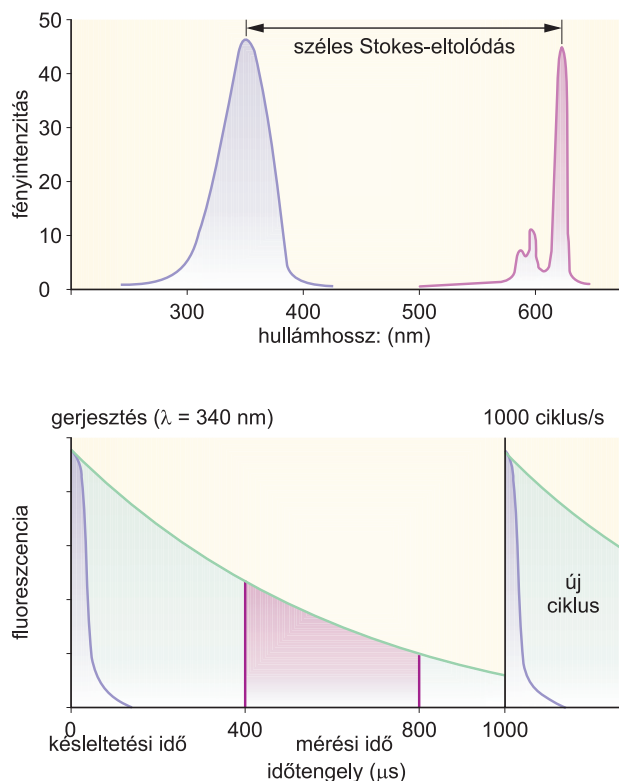 50
széles Stokes-eltolódás
40
30
20
10
0
fényintenzitás
300 400 500 600
hullámhossz: (nm)
gerjesztés (λ = 340 nm) 1000 ciklus/s
fluoreszcencia
új
ciklus
0 400 800 1000
késleltetési idő mérési idő
időtengely (μs)